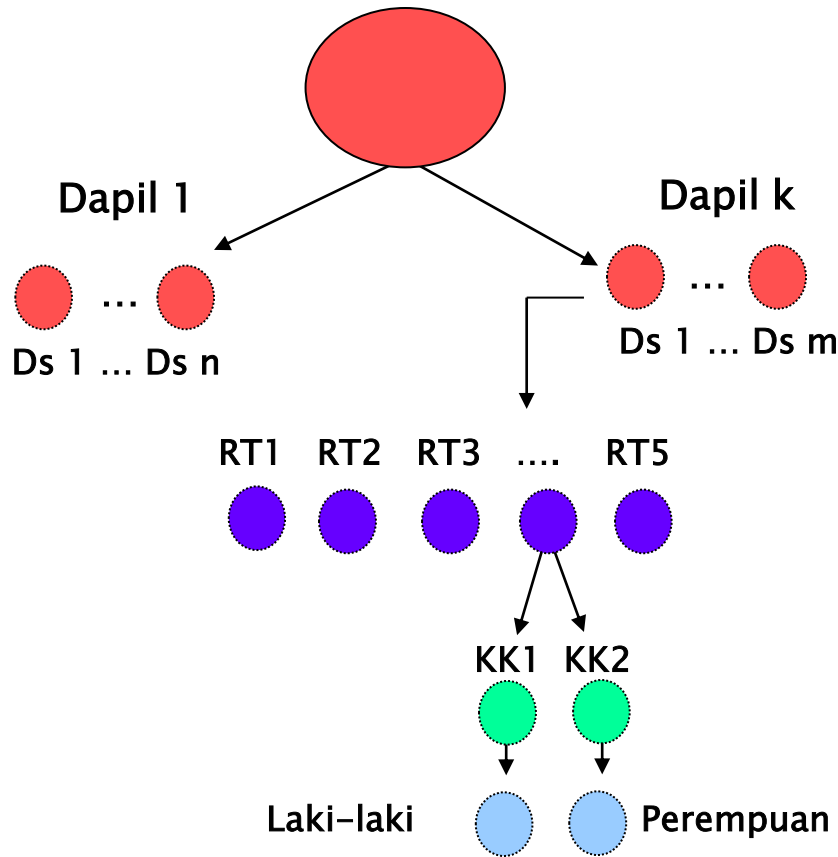 Dapil 1
Dapil k
Ds 1 ... Ds n
...
...
Ds 1 ... Ds m
RT1 RT2 RT3 .... RT5
KK1 KK2
Laki-laki
Perempuan